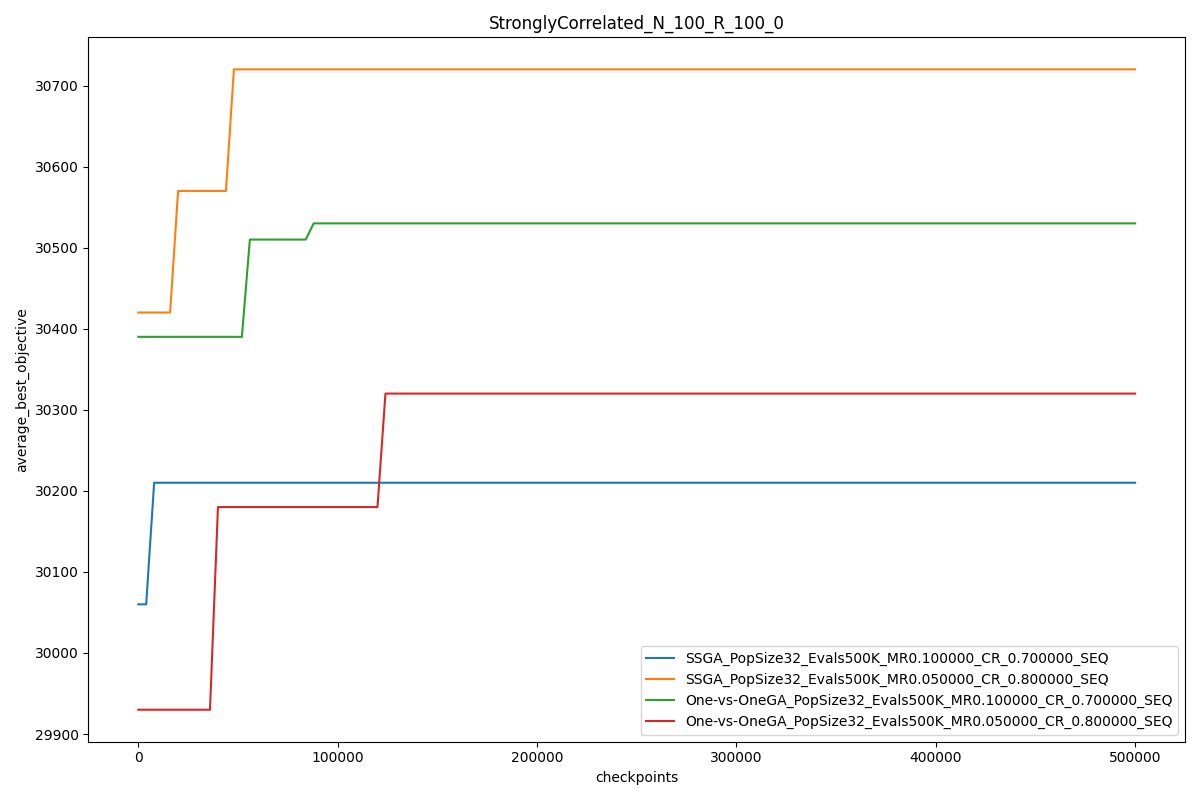 StronglyCorrelated_N_100_R_100_0
average_best_objective
30700
30600
30500
30400
30300
30200
30100
30000
29900
SSGA_PopSize32_Evals500K_MR0.100000_CR_0.700000_SEQ
SSGA_PopSize32_Evals500K_MR0.050000_CR_0.800000_SEQ
One-vs-OneGA_PopSize32_Evals500K_MR0.100000_CR_0.700000_SEQ
One-vs-OneGA_PopSize32_Evals500K_MR0.050000_CR_0.800000_SEQ
0 100000 200000 300000 400000 500000
checkpoints